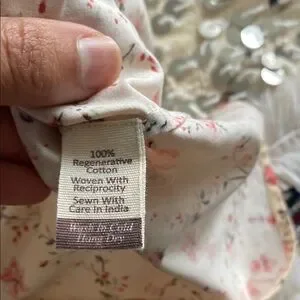 100%
Regenerative
Cotton
Woven With
Reciprocity
Sewn With
Care In India
Wash In Cold
Hang Dry